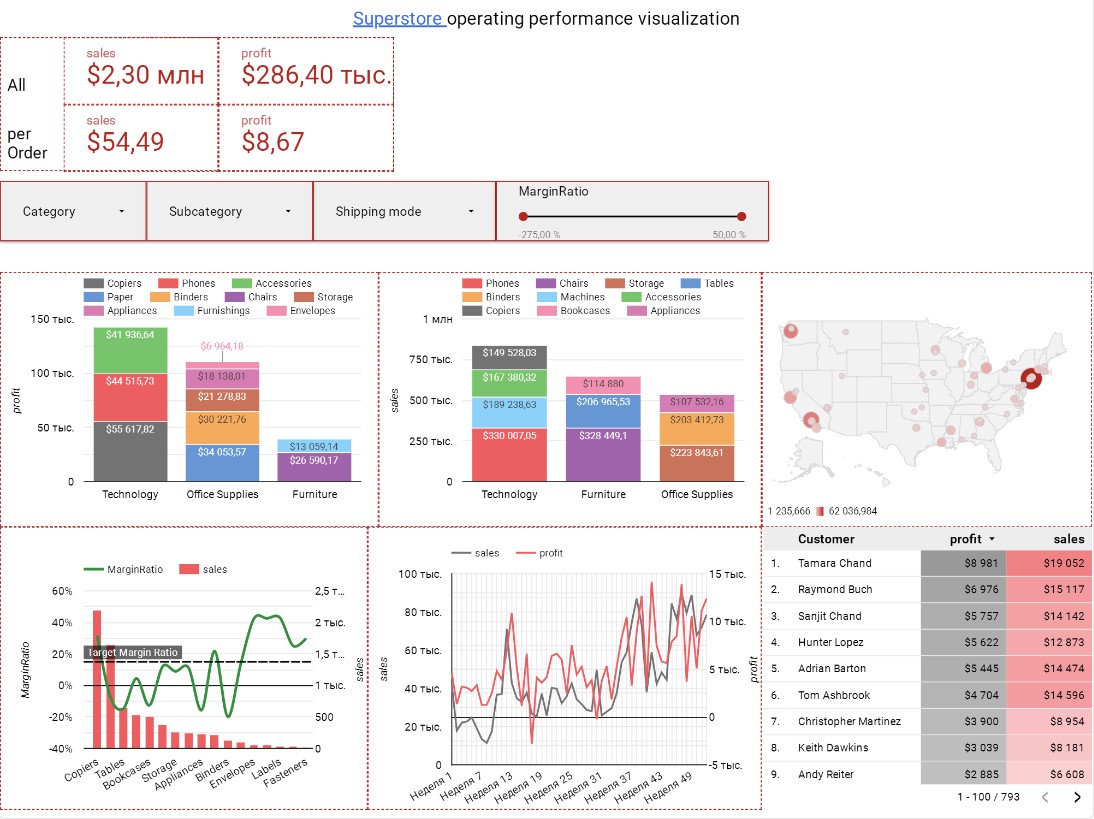 Superstore operating performance visualization
All
sales
$2,30 млн
profit
$286,40 тыс.
per
Order
sales
$54,49
profit
$8,67
Category
Subcategory
Shipping mode
MarginRatio
-275,00 %
50,00 %
Copiers Phones Accessories
Paper Binders Chairs Storage
Appliances Furnishings Envelopes
profit
150 тыс.
100 тыс.
50 тыс.
0
$41 936,64
$44 515,73
$55 617,82
$6 964,18
$18 138,01
$21 278,83
$30 221,76
$34 053,57
$13 059,14
$26 590,17
Technology Office Supplies Furniture
Phones Chairs Storage Tables
Binders Machines Accessories
Copiers Bookcases Appliances
sales
1 млн
750 тыс.
500 тыс.
250 тыс.
0
$149 528,03
$167 380,32
$189 238,63
$330 007,05
$114 880
$206 965,53
$328 449,1
$107 532,16
$203 412,73
$223 843,61
Technology Furniture Office Supplies
1 235,666 62 036,984
MarginRatio sales
MarginRatio
60%
40%
20%
0%
-20%
-40%
Target Margin Ratio
2,5 т...
2 тыс.
1,5 т...
1 тыс.
500
0
sales
Copiers Tables Bookcases Storage Appliances Binders Envelopes Labels Fasteners
sales profit
sales
100 тыс.
80 тыс.
60 тыс.
40 тыс.
20 тыс.
0
15 тыс.
10 тыс.
5 тыс.
0
-5 тыс.
profit
Неделя 1 Неделя 7 Неделя 13 Неделя 19 Неделя 25 Неделя 31 Неделя 37 Неделя 43 Неделя 49
Customer profit sales
1. Tamara Chand $8 981 $19 052
2. Raymond Buch $6 976 $15 117
3. Sanjit Chand $5 757 $14 142
4. Hunter Lopez $5 622 $12 873
5. Adrian Barton $5 445 $14 474
6. Tom Ashbrook $4 704 $14 596
7. Christopher Martinez $3 900 $8 954
8. Keith Dawkins $3 039 $8 181
9. Andy Reiter $2 885 $6 608
1 - 100 / 793